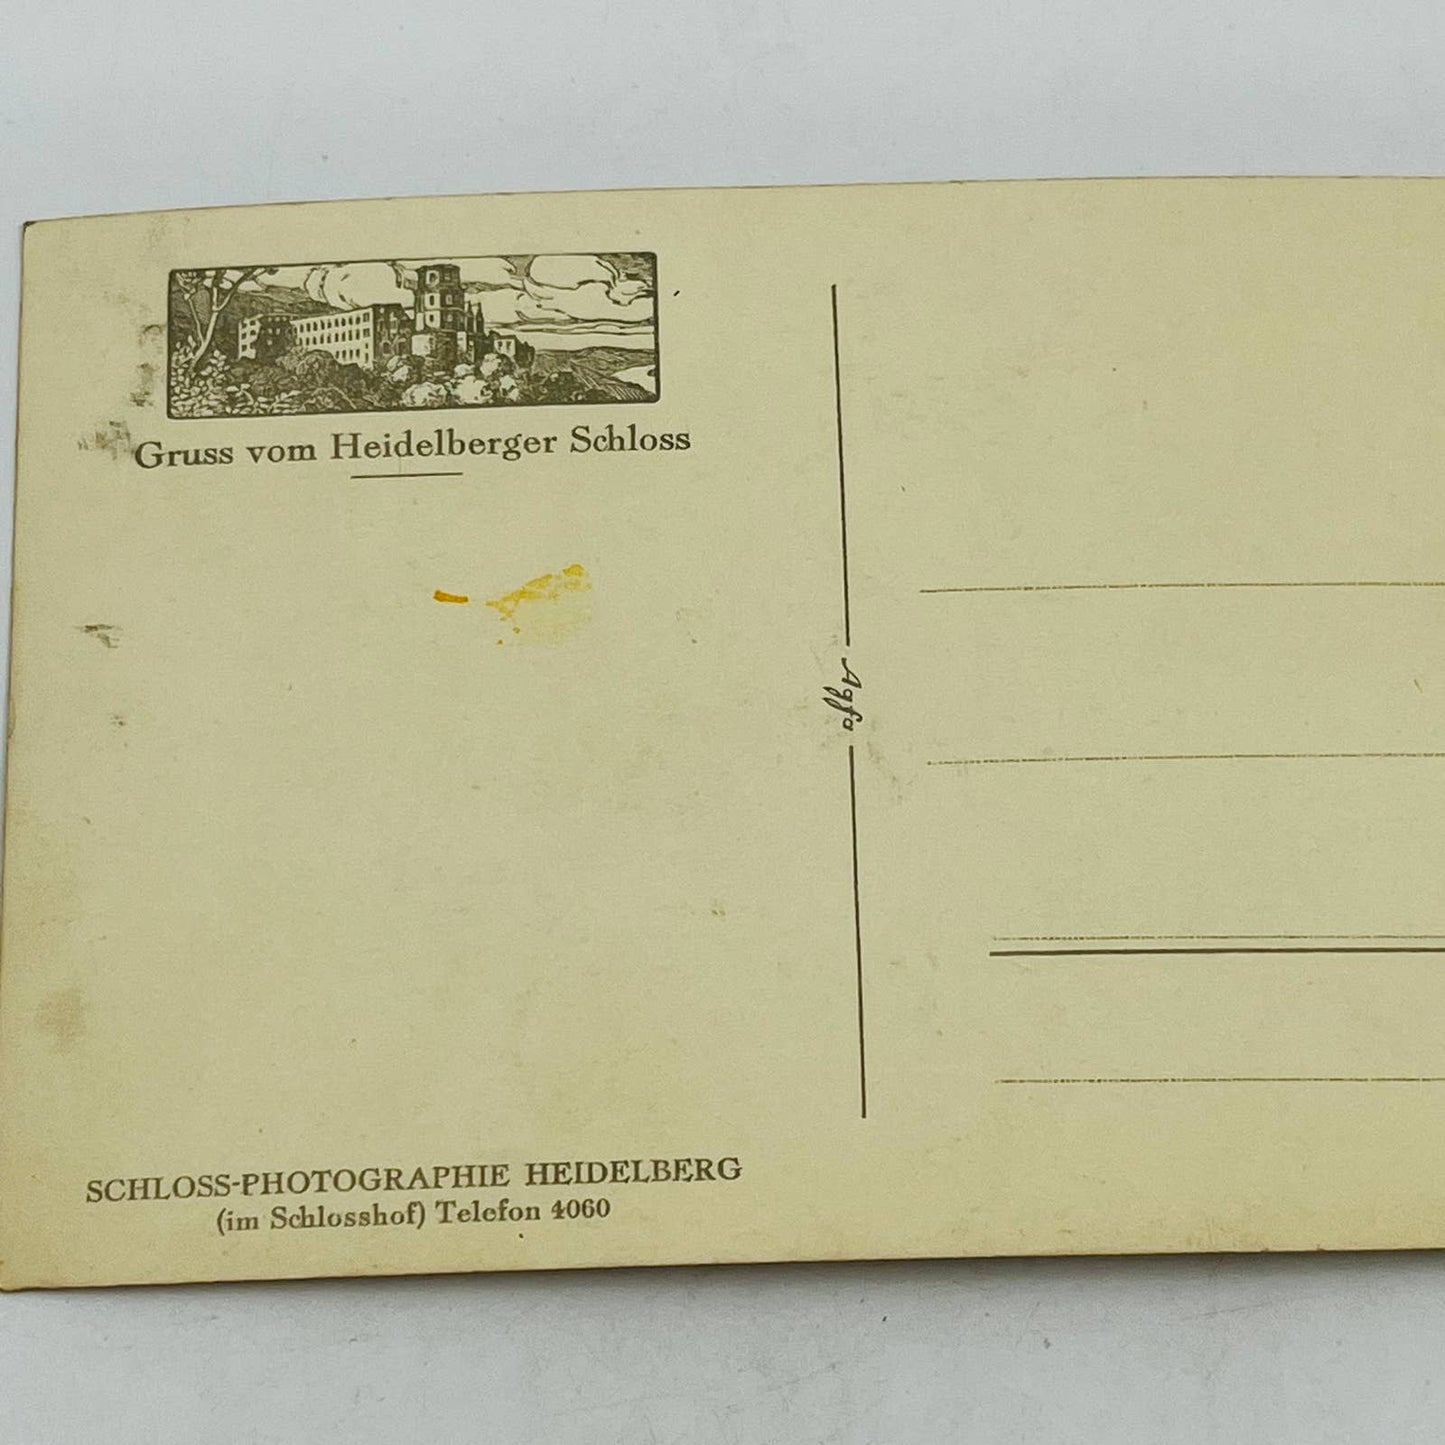 Gruss vom Heidelberger Schloss
Agfa
SCHLOSS-PHOTOGRAPHIE HEIDELBERG
(im Schlosshof) Telefon 4060